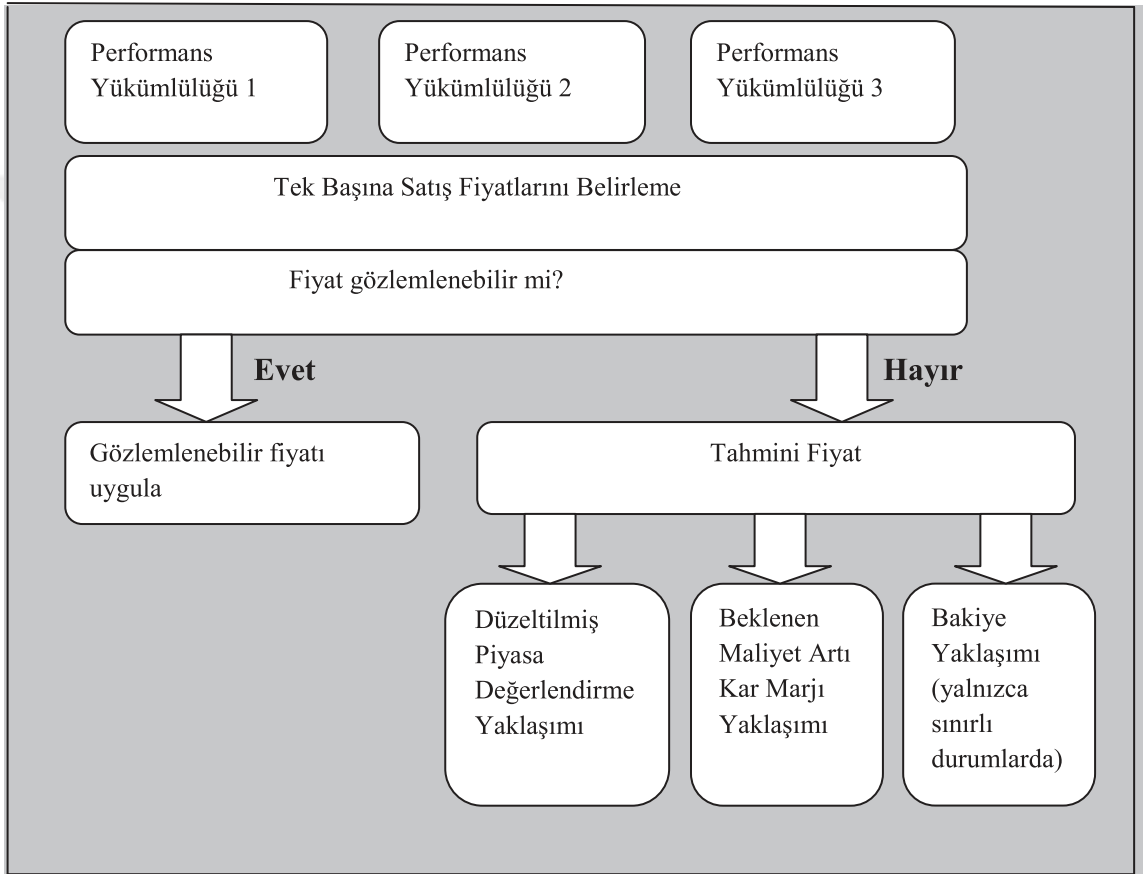 Performans
Yükümlülüğü 1
Performans
Yükümlülüğü 2
Performans
Yükümlülüğü 3
Tek Başına Satış Fiyatlarını Belirleme
Fiyat gözlemlenebilir mi?
Evet
Hayır
Gözlemlenebilir fiyatı
uygula
Tahmini Fiyat
Düzeltilmiş
Piyasa
Değerlendirme
Yaklaşımı
Beklenen
Maliyet Artı
Kar Marjı
Yaklaşımı
Bakiye
Yaklaşımı
(yalnızca
sınırlı
durumlarda)